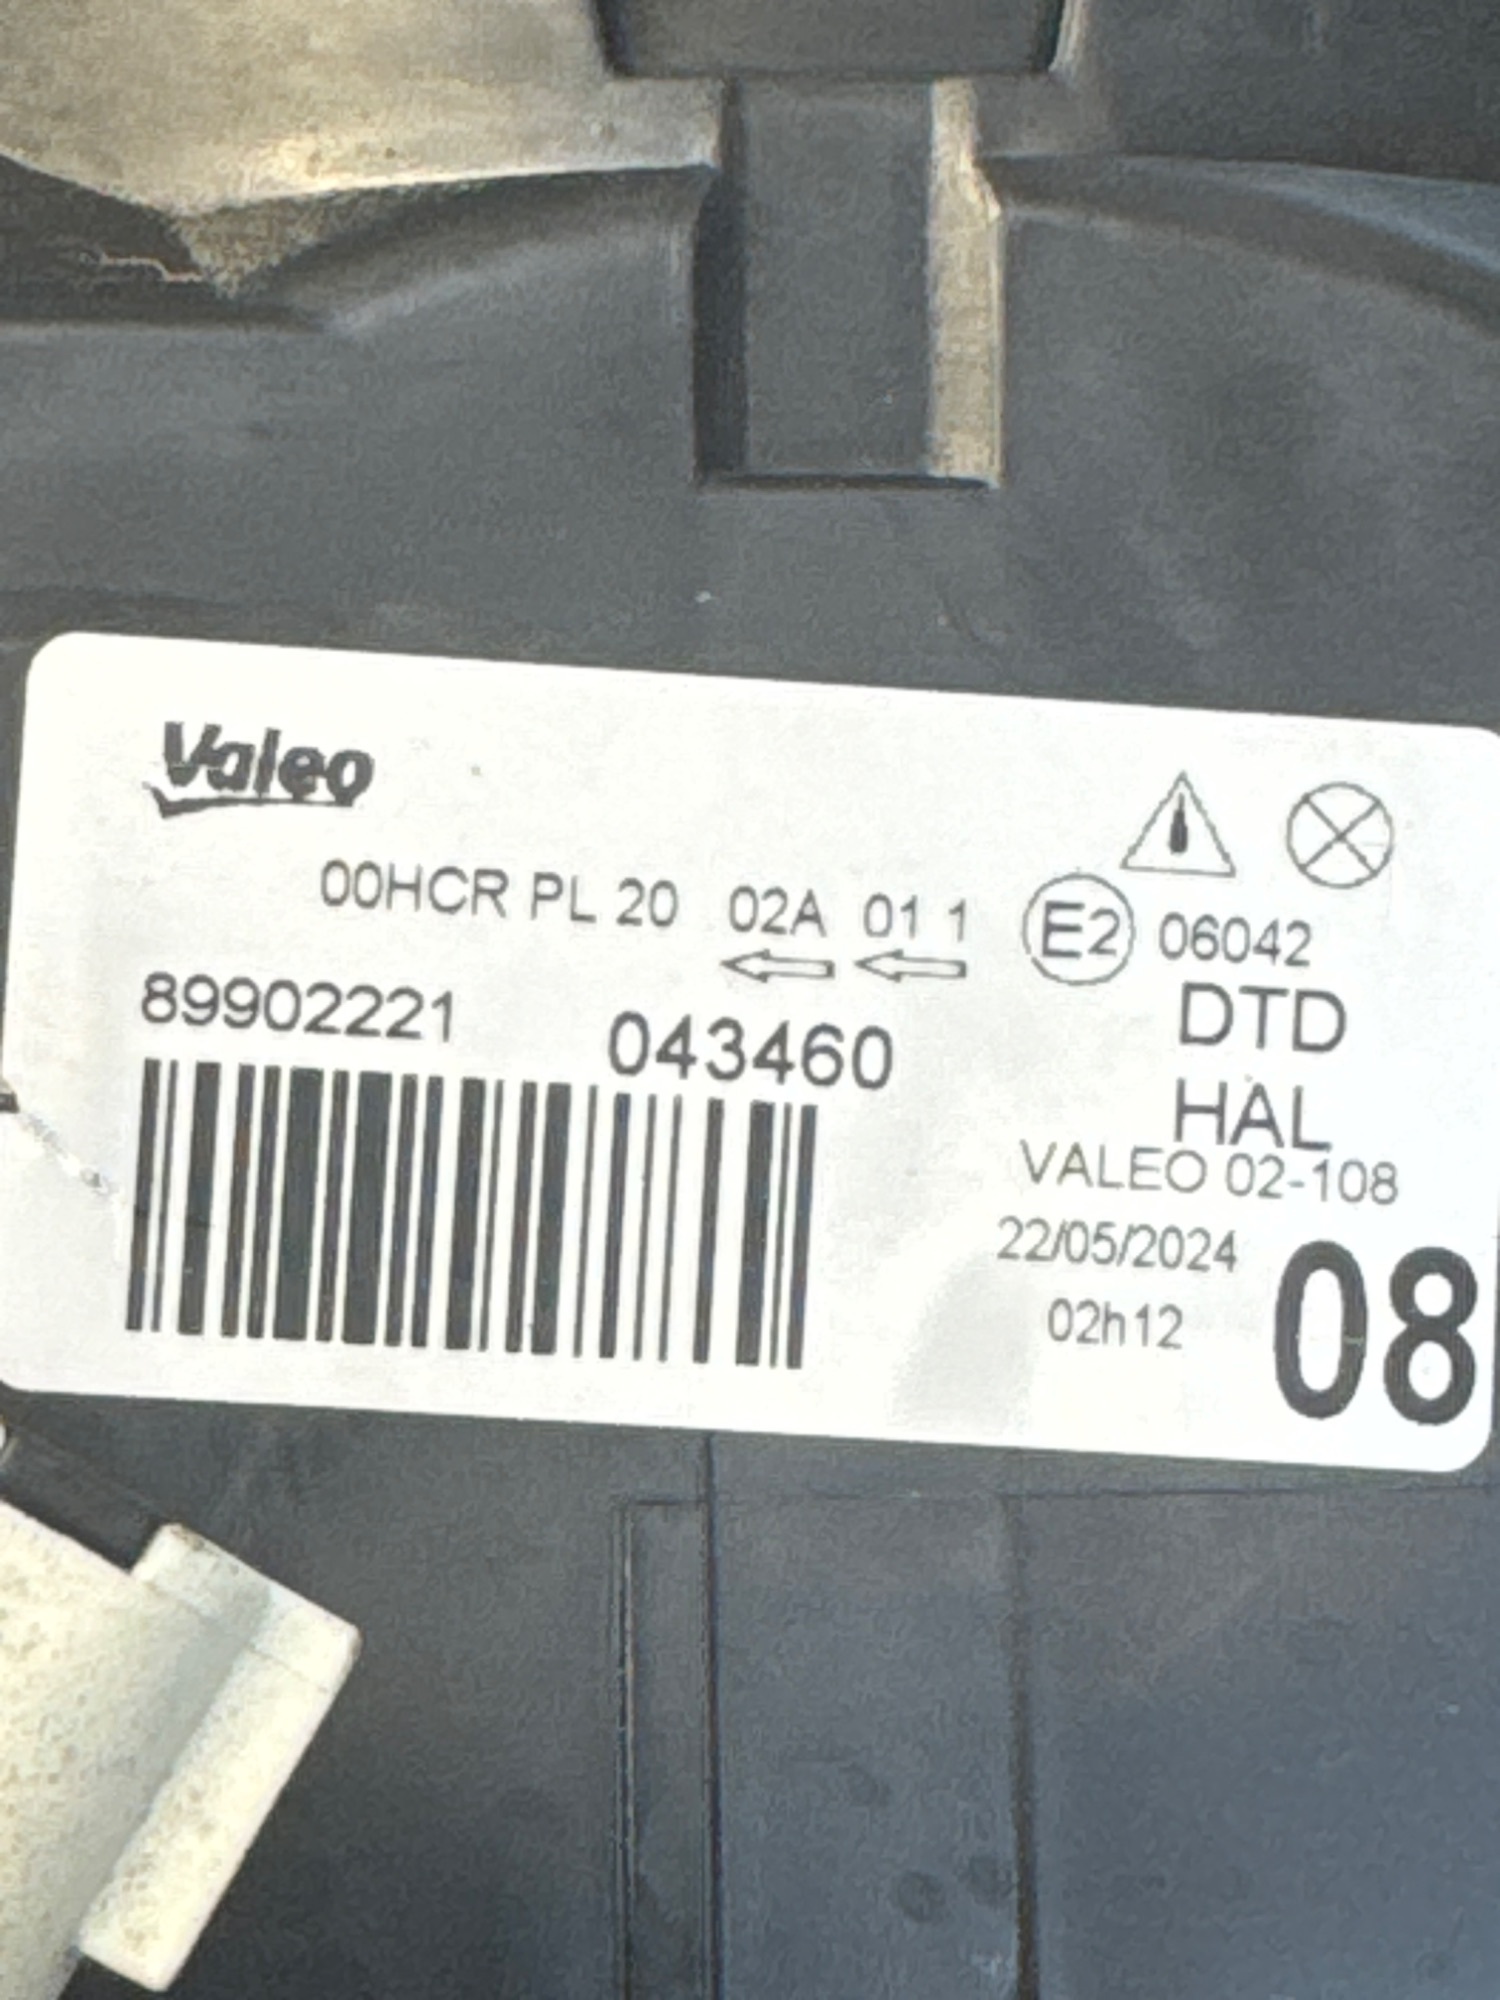 Valeo
00HCR PL 20 02A 01 1 E2 06042
89902221 043460
DTD
HAL
VALEO 02-108
22/05/2024
02h12
08